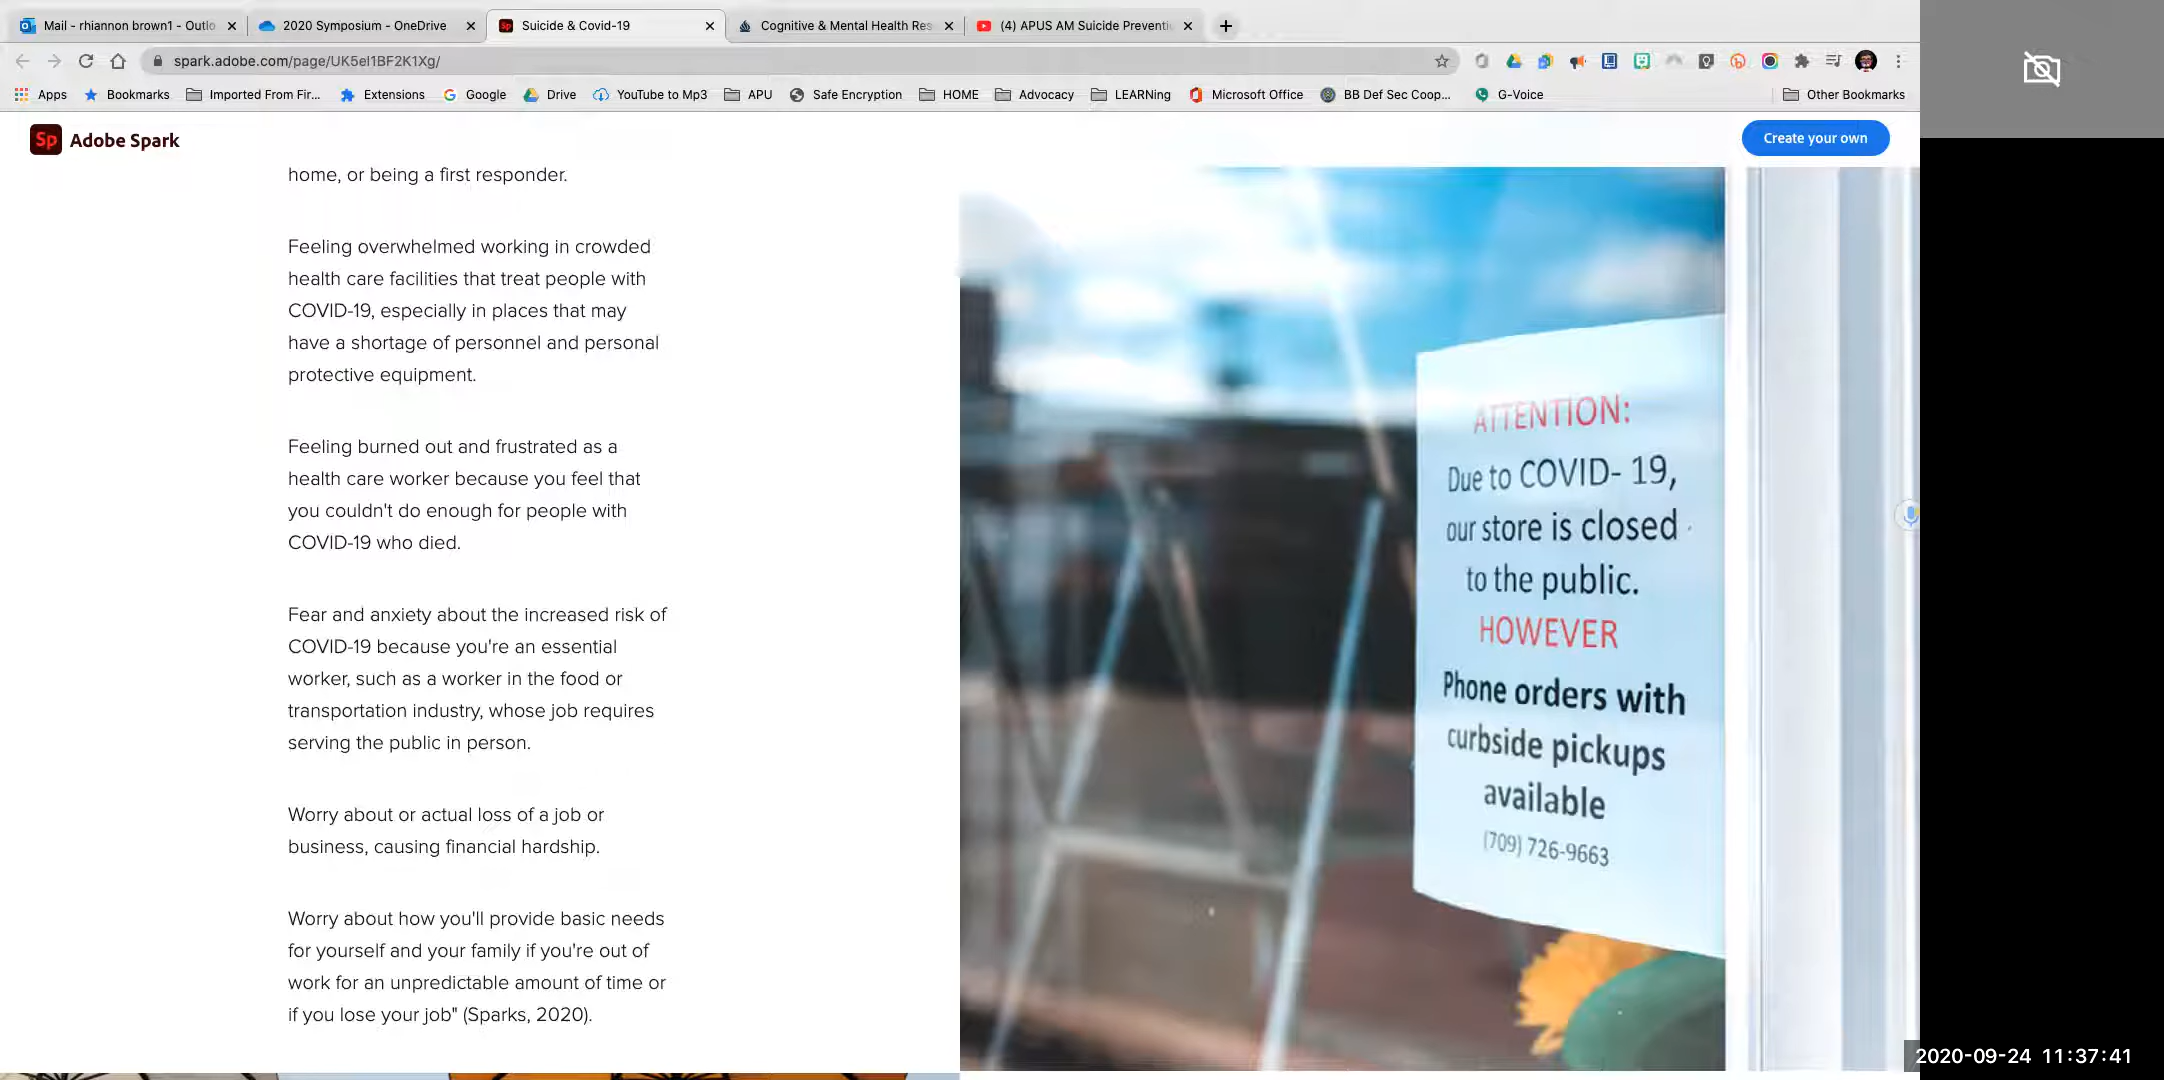 Mail - rhiannon brown1 - Outlo
2020 Symposium - OneDrive
Suicide & Covid-19
Cognitive & Mental Health Res
(4) APUS AM Suicide Preventi
spark.adobe.com/page/UK5eI1BF2K1Xg/
Apps
Bookmarks
Imported From Fir...
Extensions
Google
Drive
YouTube to Mp3
APU
Safe Encryption
HOME
Advocacy
LEARNing
Microsoft Office
BB Def Sec Coop...
G-Voice
Other Bookmarks
Sp Adobe Spark
Create your own
home, or being a first responder.
Feeling overwhelmed working in crowded
health care facilities that treat people with
COVID-19, especially in places that may
have a shortage of personnel and personal
protective equipment.
Feeling burned out and frustrated as a
health care worker because you feel that
you couldn't do enough for people with
COVID-19 who died.
Fear and anxiety about the increased risk of
COVID-19 because you're an essential
worker, such as a worker in the food or
transportation industry, whose job requires
serving the public in person.
Worry about or actual loss of a job or
business, causing financial hardship.
Worry about how you'll provide basic needs
for yourself and your family if you're out of
work for an unpredictable amount of time or
if you lose your job" (Sparks, 2020).
ATTENTION:
Due to COVID- 19,
our store is closed
to the public.
HOWEVER
Phone orders with
curbside pickups
available
(709) 726-9663
2020-09-24 11:37:41